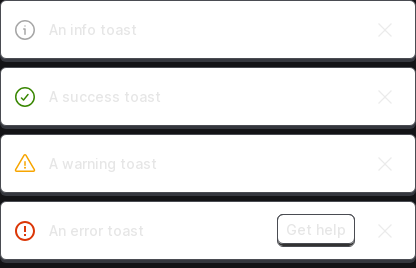 An info toast
A success toast
A warning toast
An error toast
Get help